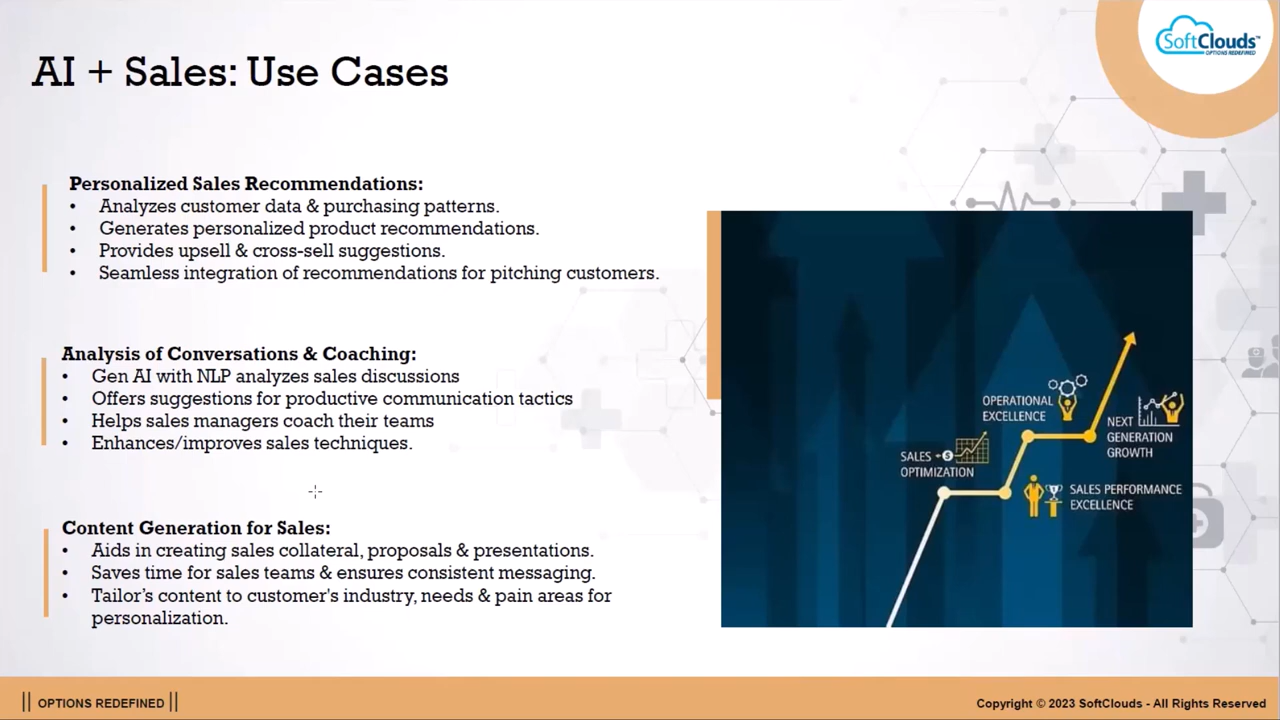 SoftClouds™
OPTIONS REDEFINED
AI + Sales: Use Cases
Personalized Sales Recommendations:
• Analyzes customer data & purchasing patterns.
• Generates personalized product recommendations.
• Provides upsell & cross-sell suggestions.
• Seamless integration of recommendations for pitching customers.
Analysis of Conversations & Coaching:
• Gen AI with NLP analyzes sales discussions
• Offers suggestions for productive communication tactics
• Helps sales managers coach their teams
• Enhances/improves sales techniques.
Content Generation for Sales:
• Aids in creating sales collateral, proposals & presentations.
• Saves time for sales teams & ensures consistent messaging.
• Tailor’s content to customer's industry, needs & pain areas for
personalization.
SALES
OPTIMIZATION
OPERATIONAL
EXCELLENCE
SALES PERFORMANCE
EXCELLENCE
NEXT
GENERATION
GROWTH
|| OPTIONS REDEFINED ||
Copyright © 2023 SoftClouds - All Rights Reserved